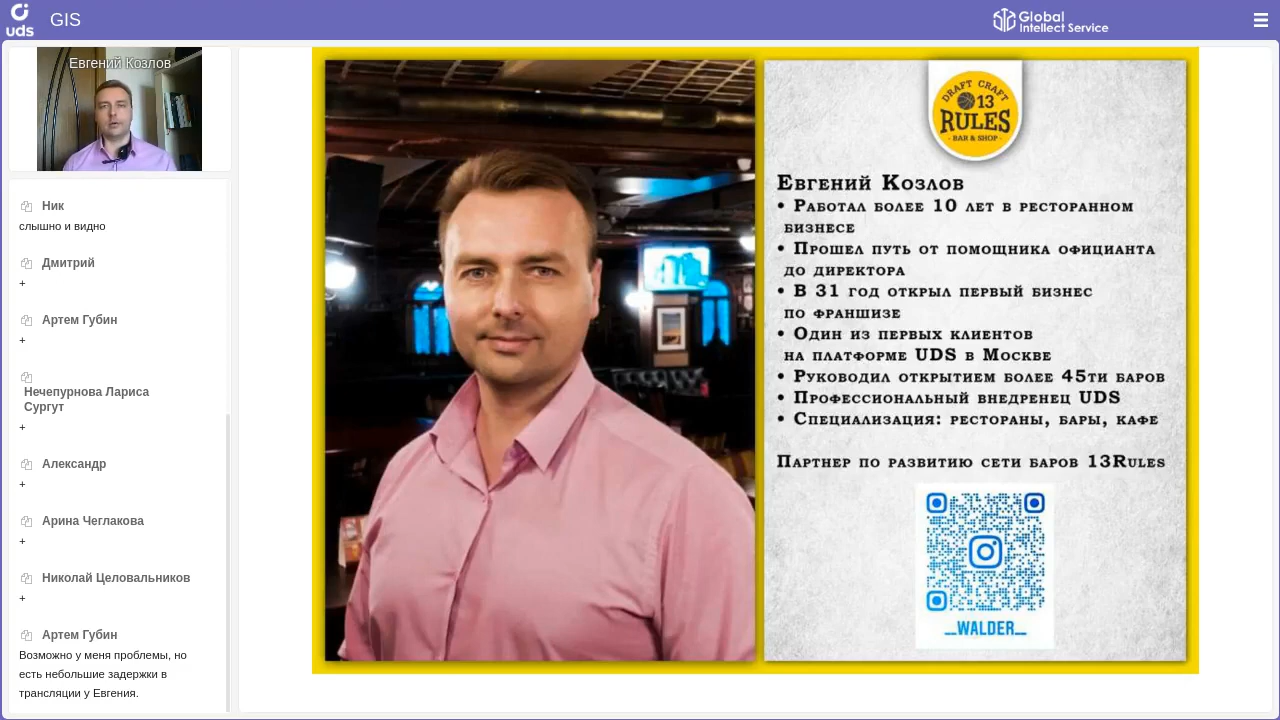 uds
GIS
Global
Intellect Service
Евгений Козлов
Ник
слышно и видно
Дмитрий
+
Артем Губин
+
Нечепурнова Лариса
Сургут
+
Александр
+
Арина Чеглакова
+
Николай Целовальников
+
Артем Губин
Возможно у меня проблемы, но
есть небольшие задержки в
трансляции у Евгения.
DRAFT CRAFT
13
RULES
- BAR & SHOP -
Евгений Козлов
• Работал более 10 лет в ресторанном
бизнесе
• Прошел путь от помощника официанта
до директора
• В 31 год открыл первый бизнес
по франшизе
• Один из первых клиентов
на платформе UDS в Москве
• Руководил открытием более 45ти баров
• Профессиональный внедренец UDS
• Специализация: рестораны, бары, кафе
Партнер по развитию сети баров 13Rules
__WALDER__